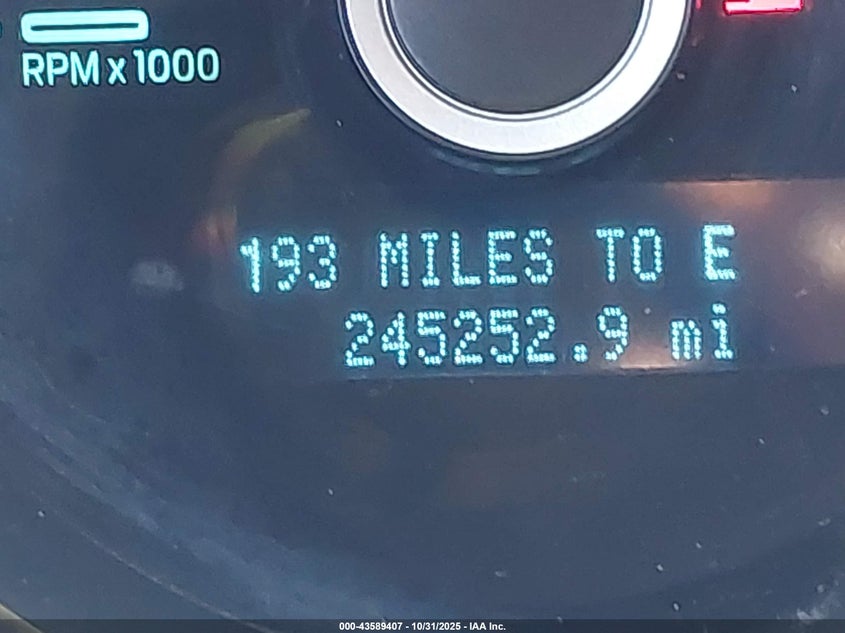 RPM x 1000
193 MILES TO E
245252.9 mi
000-43589407 - 10/31/2025 - IAA Inc.